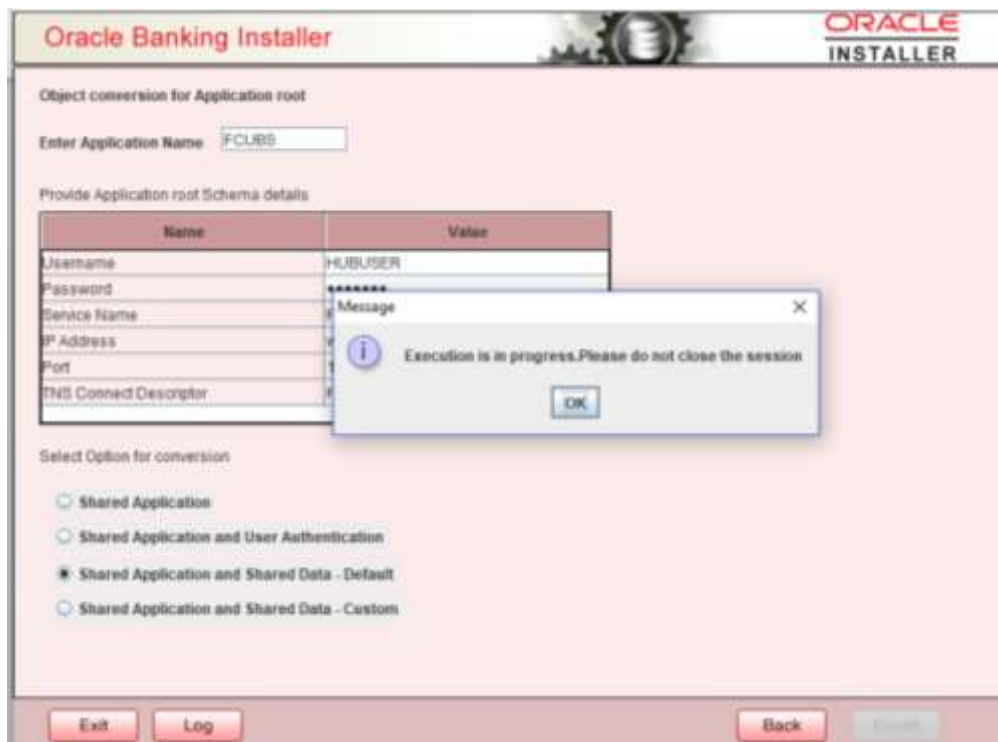 Oracle Banking Installer
ORACLE
INSTALLER
Object conversion for Application root
Enter Application Name FCUBS
Provide Application root Schema details
Name Value
Username HUBUSER
Password •••••••
Service Name
IP Address
Port
TNS Connect Descriptor
Message
Execution is in progress.Please do not close the session
OK
Select Option for conversion
Shared Application
Shared Application and User Authentication
Shared Application and Shared Data - Default
Shared Application and Shared Data - Custom
Exit Log Back Finish